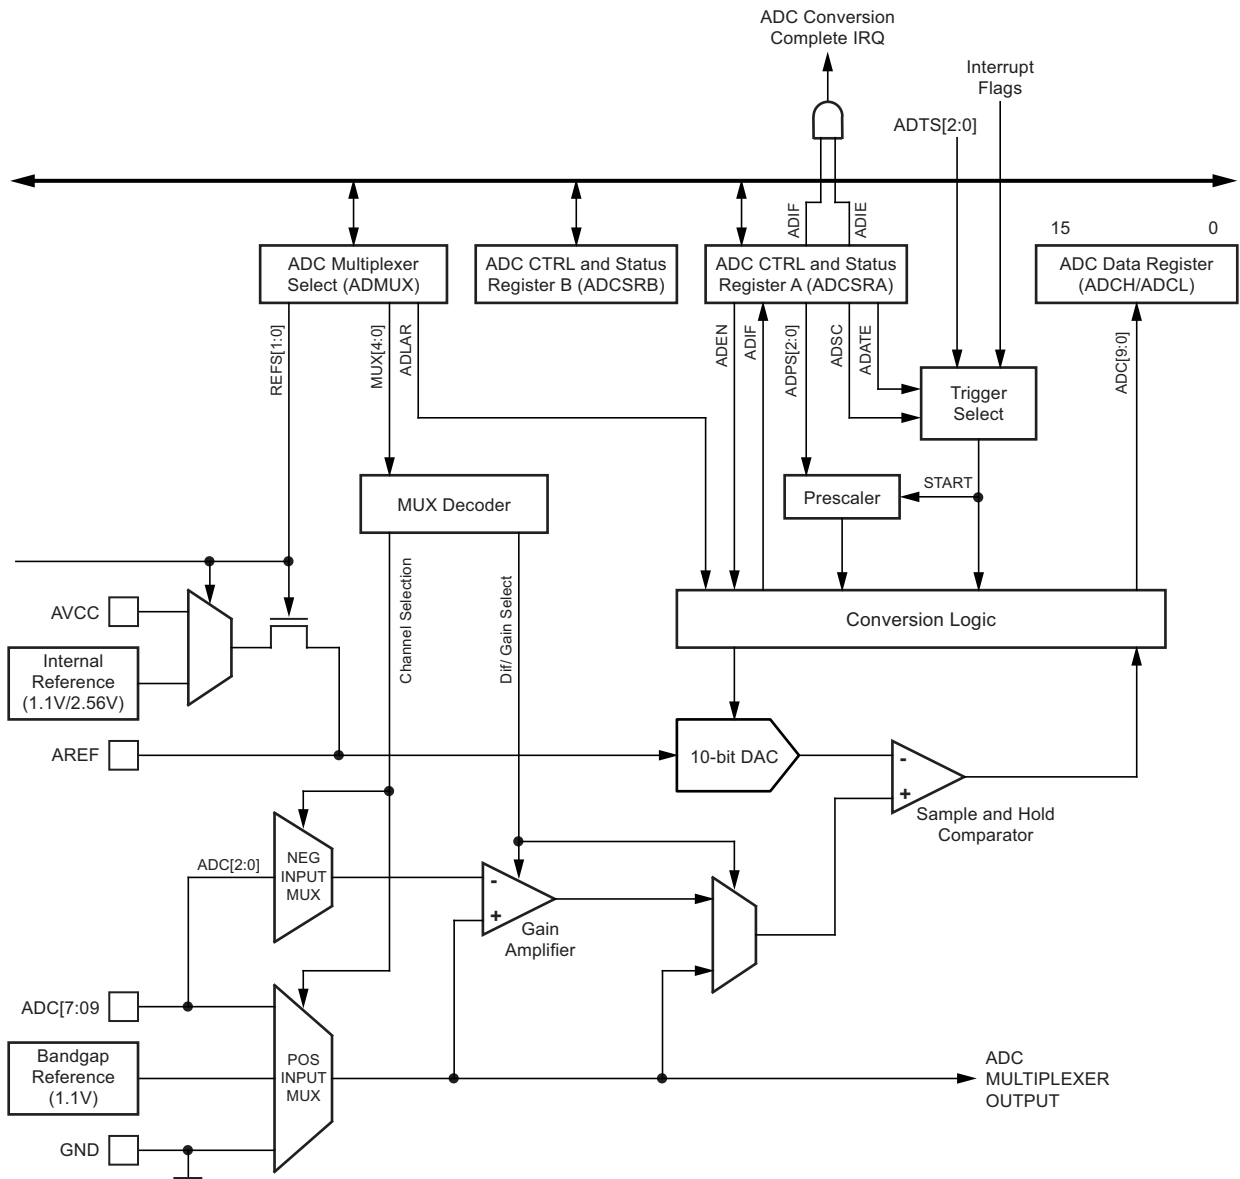 ADC Conversion
Complete IRQ
Interrupt
Flags
ADTS[2:0]
ADIF
ADIE
15
0
ADC Multiplexer
Select (ADMUX)
ADC CTRL and Status
Register B (ADCSRB)
ADC CTRL and Status
Register A (ADCSRA)
ADC Data Register
(ADCH/ADCL)
REFS[1:0]
MUX[4:0]
ADLAR
ADEN
ADIF
ADPS[2:0]
ADSC
ADATE
ADC[9:0]
Trigger
Select
MUX Decoder
Prescaler
START
Channel Selection
Dif/ Gain Select
AVCC
Conversion Logic
Internal
Reference
(1.1V/2.56V)
AREF
10-bit DAC
-
+
Sample and Hold
Comparator
ADC[2:0]
NEG
INPUT
MUX
-
+
Gain
Amplifier
ADC[7:09
Bandgap
Reference
(1.1V)
POS
INPUT
MUX
ADC
MULTIPLEXER
OUTPUT
GND